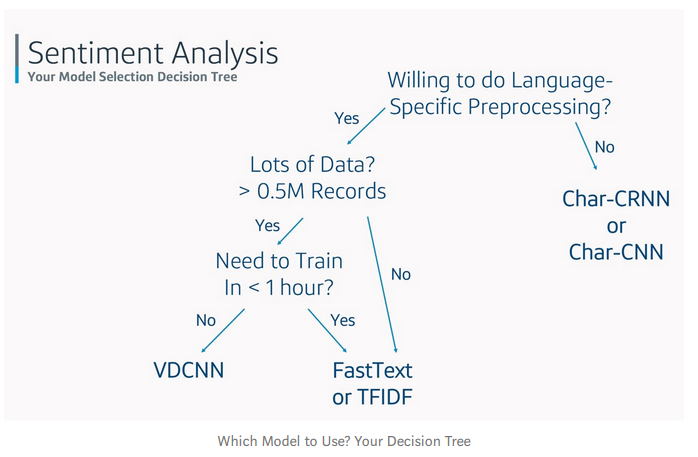 Sentiment Analysis
Your Model Selection Decision Tree
Willing to do Language-
Specific Preprocessing?
Yes
No
Lots of Data?
> 0.5M Records
Char-CRNN
or
Char-CNN
Yes
No
Need to Train
In < 1 hour?
No
Yes
VDCNN
FastText
or TFIDF
Which Model to Use? Your Decision Tree